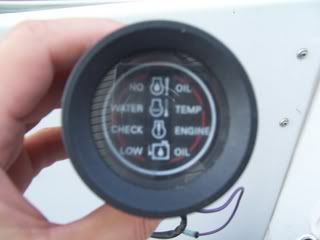 NO OIL
WATER TEMP
CHECK ENGINE
LOW OIL